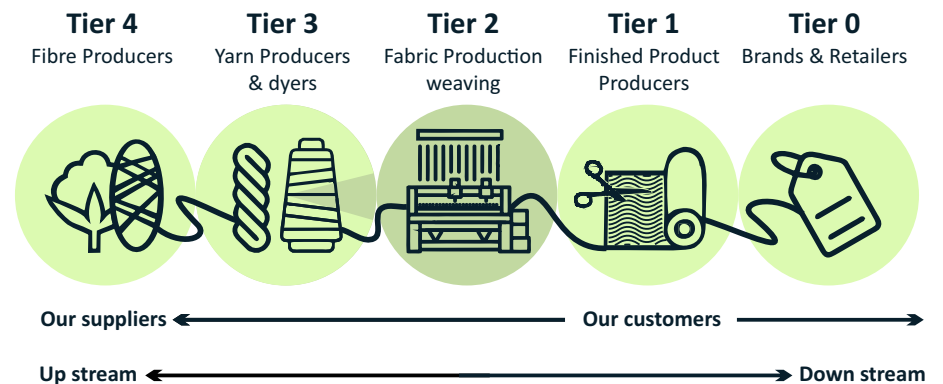 Tier 4
Fibre Producers
Tier 3
Yarn Producers
& dyers
Tier 2
Fabric Production
weaving
Tier 1
Finished Product
Producers
Tier 0
Brands & Retailers
Our suppliers
Our customers
Up stream
Down stream